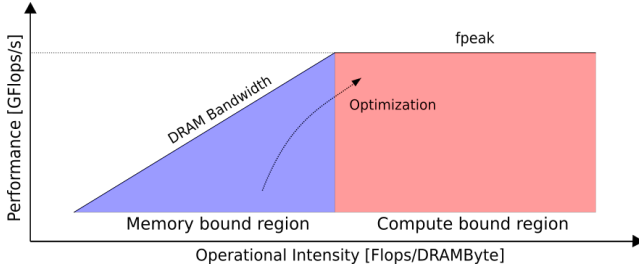 fpeak
DRAM Bandwidth
Optimization
Performance [GFlops/s]
Memory bound region
Compute bound region
Operational Intensity [Flops/DRAMByte]